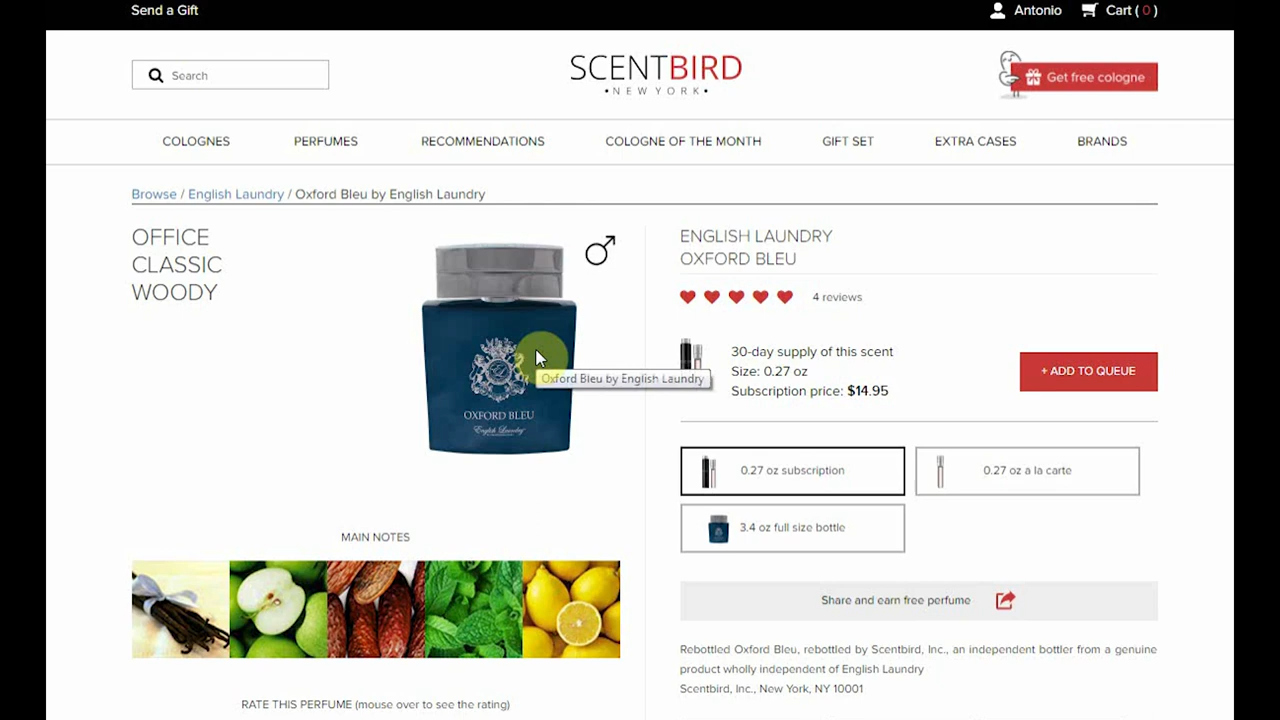 Send a Gift
Antonio
Cart ( 0 )
Search
SCENTBIRD
•NEW YORK•
Get free cologne
COLOGNES
PERFUMES
RECOMMENDATIONS
COLOGNE OF THE MONTH
GIFT SET
EXTRA CASES
BRANDS
Browse / English Laundry / Oxford Bleu by English Laundry
OFFICE
CLASSIC
WOODY
OXFORD BLEU
English Laundry
Oxford Bleu by English Laundry
MAIN NOTES
RATE THIS PERFUME (mouse over to see the rating)
ENGLISH LAUNDRY
OXFORD BLEU
4 reviews
30-day supply of this scent
Size: 0.27 oz
Subscription price: $14.95
+ ADD TO QUEUE
0.27 oz subscription
0.27 oz a la carte
3.4 oz full size bottle
Share and earn free perfume
Rebottled Oxford Bleu, rebottled by Scentbird, Inc., an independent bottler from a genuine
product wholly independent of English Laundry
Scentbird, Inc., New York, NY 10001